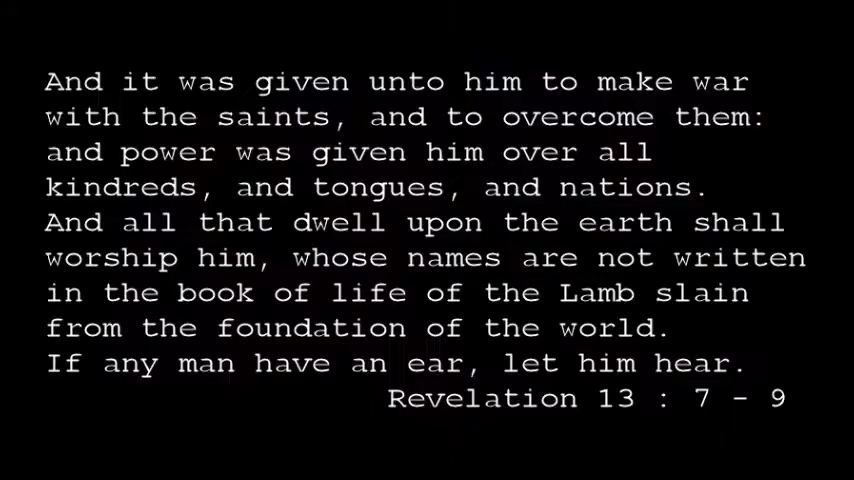 And it was given unto him to make war
with the saints, and to overcome them:
and power was given him over all
kindreds, and tongues, and nations.
And all that dwell upon the earth shall
worship him, whose names are not written
in the book of life of the Lamb slain
from the foundation of the world.
If any man have an ear, let him hear.
Revelation 13 : 7 - 9